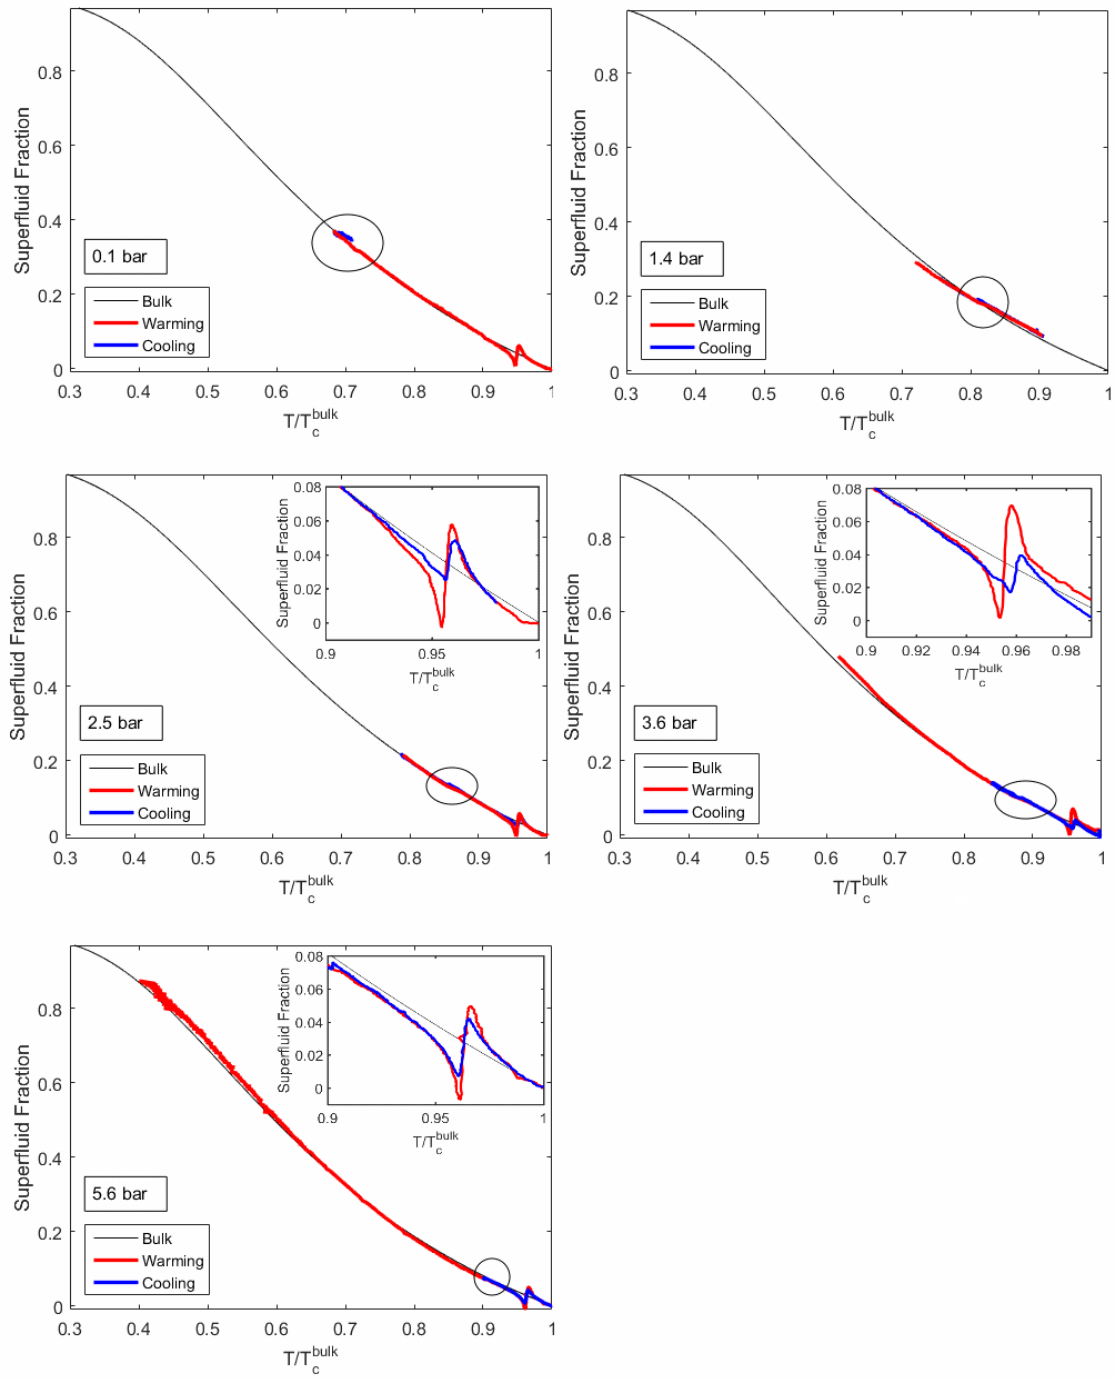 Superfluid Fraction
0.8
0.6
0.4
0.2
0
0.1 bar
Bulk
Warming
Cooling
0.3 0.4 0.5 0.6 0.7 0.8 0.9 1
T/T_c^bulk
Superfluid Fraction
0.8
0.6
0.4
0.2
0
1.4 bar
Bulk
Warming
Cooling
0.3 0.4 0.5 0.6 0.7 0.8 0.9 1
T/T_c^bulk
Superfluid Fraction
0.8
0.6
0.4
0.2
0
Superfluid Fraction
0.08
0.06
0.04
0.02
0
0.9 0.95 1
T/T_c^bulk
2.5 bar
Bulk
Warming
Cooling
0.3 0.4 0.5 0.6 0.7 0.8 0.9 1
T/T_c^bulk
Superfluid Fraction
0.8
0.6
0.4
0.2
0
Superfluid Fraction
0.08
0.06
0.04
0.02
0
0.9 0.92 0.94 0.96 0.98
T/T_c^bulk
3.6 bar
Bulk
Warming
Cooling
0.3 0.4 0.5 0.6 0.7 0.8 0.9 1
T/T_c^bulk
Superfluid Fraction
0.8
0.6
0.4
0.2
0
Superfluid Fraction
0.08
0.06
0.04
0.02
0
0.9 0.95 1
T/T_c^bulk
5.6 bar
Bulk
Warming
Cooling
0.3 0.4 0.5 0.6 0.7 0.8 0.9 1
T/T_c^bulk